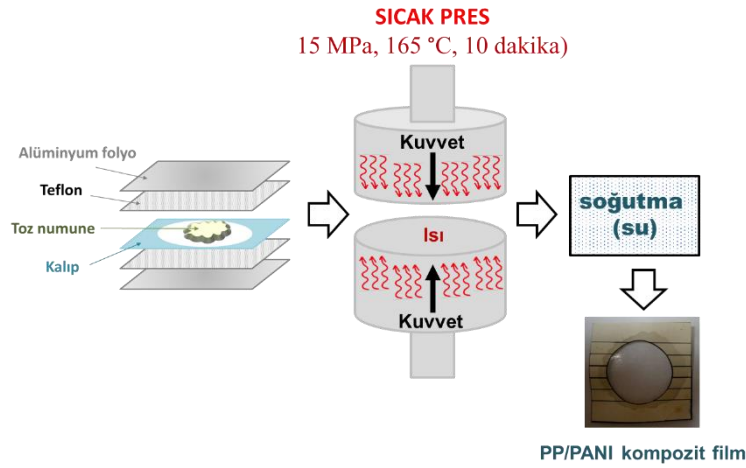 SICAK PRES
15 MPa, 165 °C, 10 dakika)
Alüminyum folyo
Teflon
Toz numune
Kalıp
Kuvvet
Isı
Kuvvet
soğutma
(su)
PP/PANI kompozit film